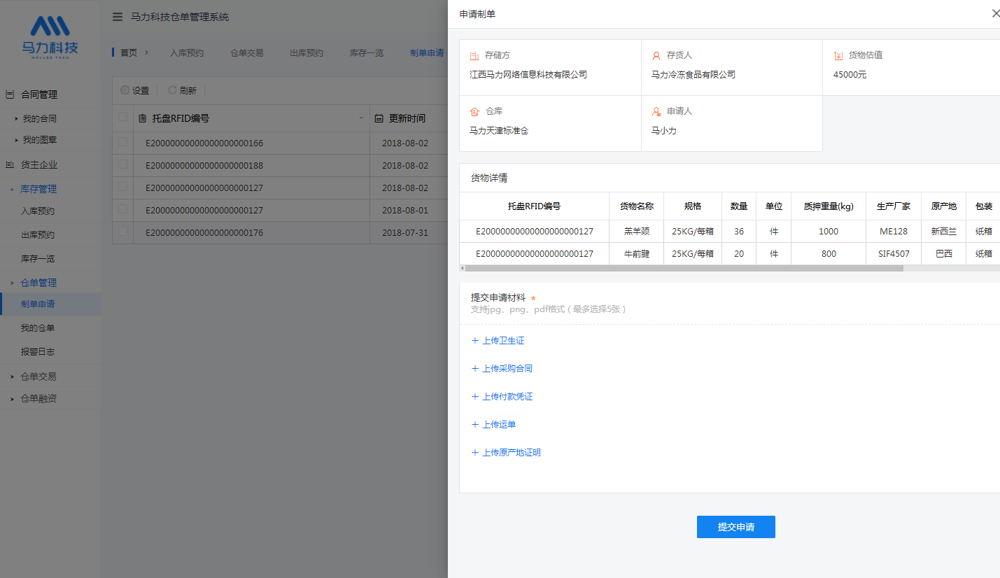 马力科技
MALLEE TECH
合同管理
我的合同
我的图章
货主企业
库存管理
入库预约
出库预约
库存一览
仓单管理
制单申请
我的仓单
报警日志
仓单交易
仓单融资
马力科技仓单管理系统
首页 入库预约 仓单交易 出库预约 库存一览 制单申请
设置 刷新
托盘RFID编号 更新时间
E20000000000000000000166 2018-08-02
E20000000000000000000188 2018-08-02
E20000000000000000000127 2018-08-02
E20000000000000000000127 2018-08-01
E20000000000000000000176 2018-07-31
申请制单
存储方 存货人 货物估值
江西马力网络信息科技有限公司 马力冷冻食品有限公司 45000元
仓库 申请人
马力天津标准仓 马小力
货物详情
托盘RFID编号 货物名称 规格 数量 单位 质押重量(kg) 生产厂家 原产地 包装
E20000000000000000000127 羔羊颈 25KG/每箱 36 件 1000 ME128 新西兰 纸箱
E20000000000000000000127 牛前腱 25KG/每箱 20 件 800 SIF4507 巴西 纸箱
提交申请材料 *
支持jpg、png、pdf格式（最多选择5张）
+ 上传卫生证
+ 上传采购合同
+ 上传付款凭证
+ 上传运单
+ 上传原产地证明
提交申请